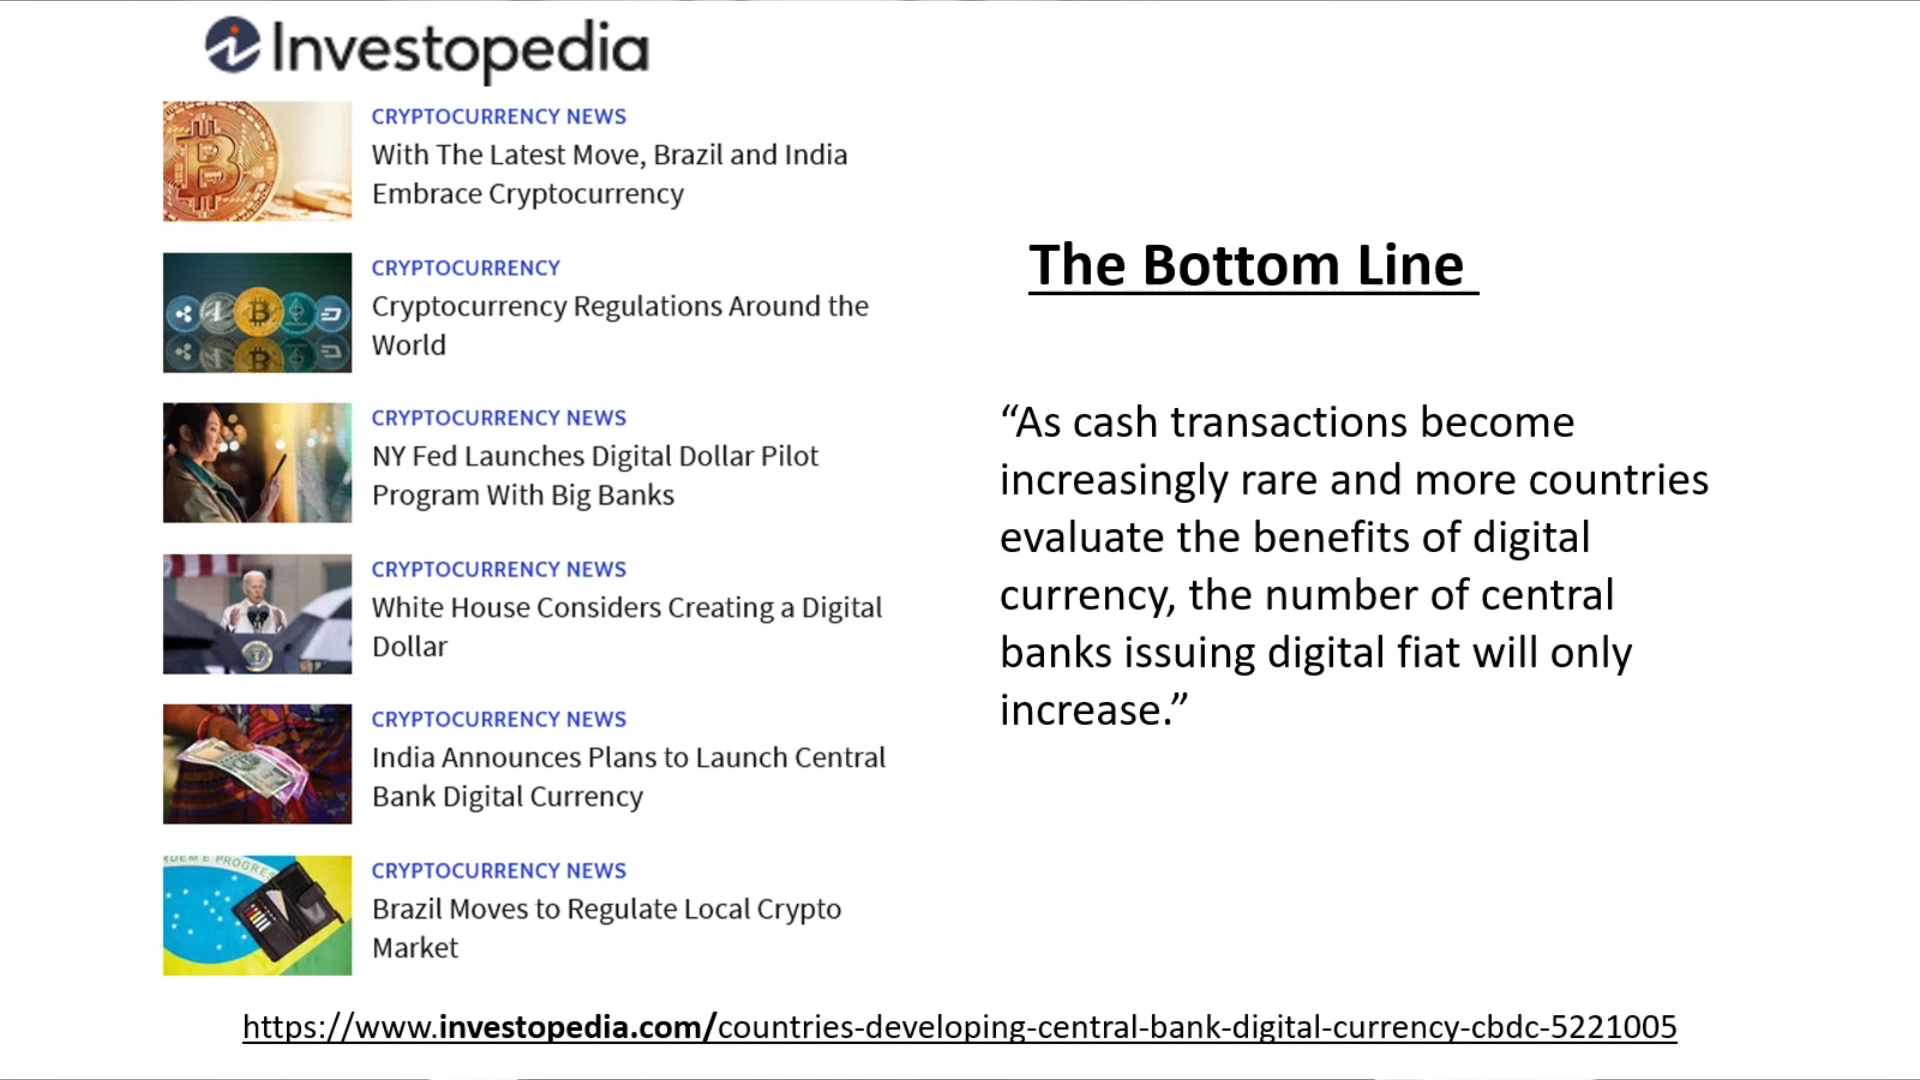 Investopedia
CRYPTOCURRENCY NEWS
With The Latest Move, Brazil and India
Embrace Cryptocurrency
CRYPTOCURRENCY
Cryptocurrency Regulations Around the
World
CRYPTOCURRENCY NEWS
NY Fed Launches Digital Dollar Pilot
Program With Big Banks
CRYPTOCURRENCY NEWS
White House Considers Creating a Digital
Dollar
CRYPTOCURRENCY NEWS
India Announces Plans to Launch Central
Bank Digital Currency
RDEM E PROGRES
CRYPTOCURRENCY NEWS
Brazil Moves to Regulate Local Crypto
Market
The Bottom Line
“As cash transactions become
increasingly rare and more countries
evaluate the benefits of digital
currency, the number of central
banks issuing digital fiat will only
increase.”
https://www.investopedia.com/countries-developing-central-bank-digital-currency-cbdc-5221005